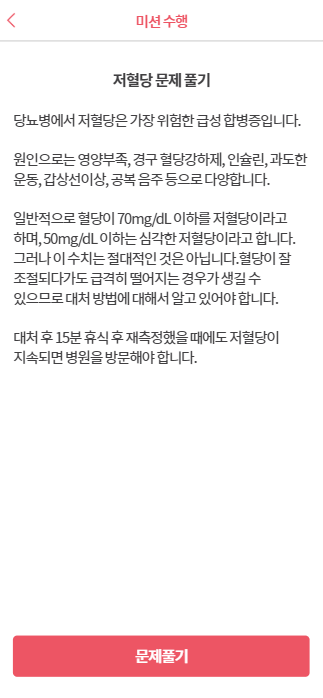 미션 수행
저혈당 문제 풀기
당뇨병에서 저혈당은 가장 위험한 급성 합병증입니다.
원인으로는 영양부족, 경구 혈당강하제, 인슐린, 과도한
운동, 갑상선이상, 공복 음주 등으로 다양합니다.
일반적으로 혈당이 70mg/dL 이하를 저혈당이라고
하며, 50mg/dL 이하는 심각한 저혈당이라고 합니다.
그러나 이 수치는 절대적인 것은 아닙니다.혈당이 잘
조절되다가도 급격히 떨어지는 경우가 생길 수
있으므로 대처 방법에 대해서 알고 있어야 합니다.
대처 후 15분 휴식 후 재측정했을 때에도 저혈당이
지속되면 병원을 방문해야 합니다.
문제풀기